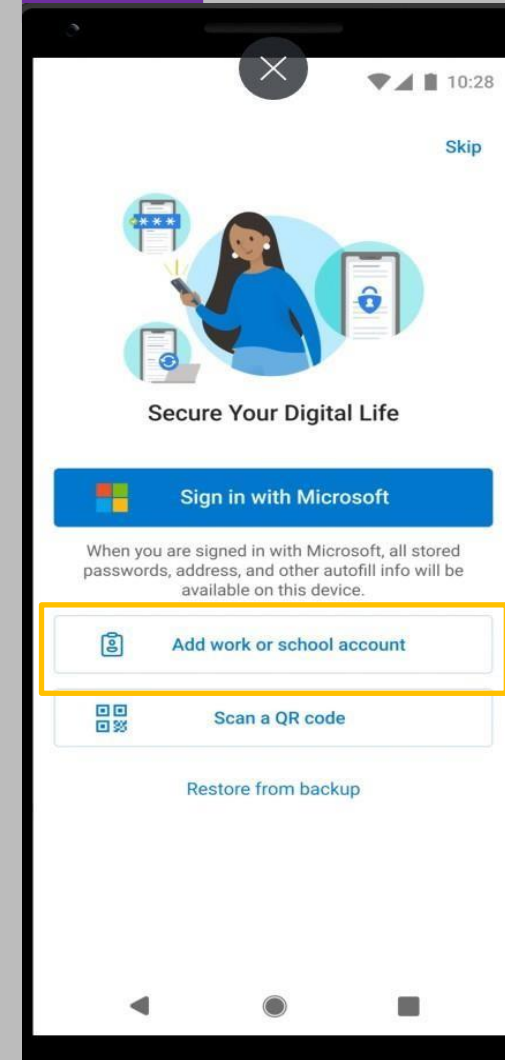 10:28
Skip
****
Secure Your Digital Life
Sign in with Microsoft
When you are signed in with Microsoft, all stored
passwords, address, and other autofill info will be
available on this device.
Add work or school account
Scan a QR code
Restore from backup